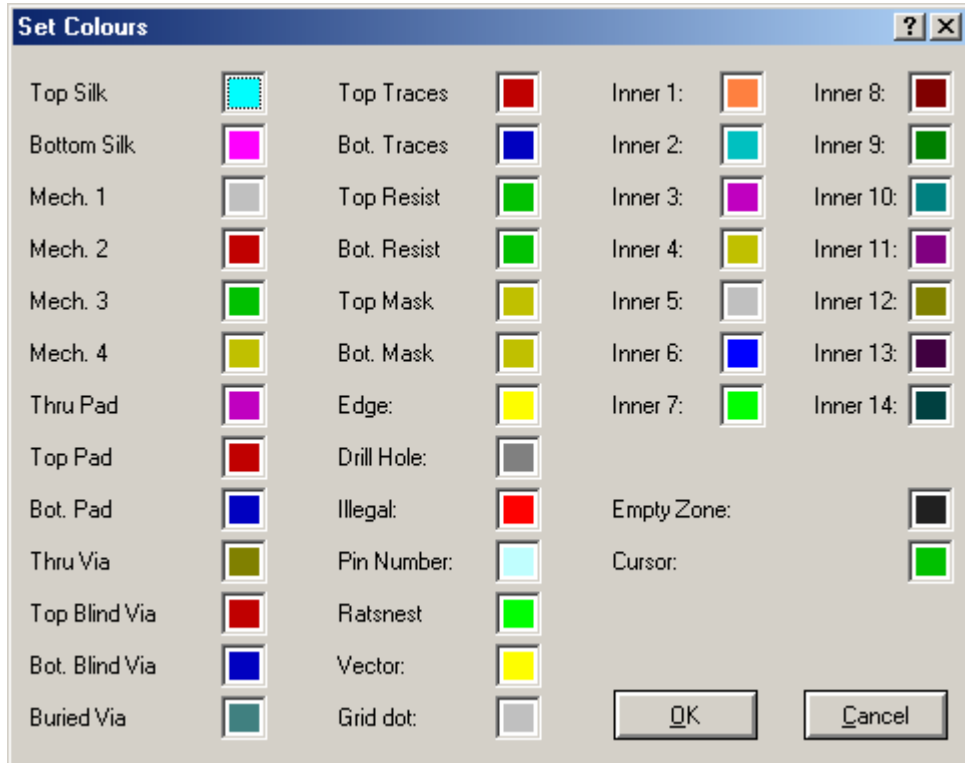 Set Colours
Top Silk Top Traces Inner 1: Inner 8:
Bottom Silk Bot. Traces Inner 2: Inner 9:
Mech. 1 Top Resist Inner 3: Inner 10:
Mech. 2 Bot. Resist Inner 4: Inner 11:
Mech. 3 Top Mask Inner 5: Inner 12:
Mech. 4 Bot. Mask Inner 6: Inner 13:
Thru Pad Edge: Inner 7: Inner 14:
Top Pad Drill Hole:
Bot. Pad Illegal: Empty Zone:
Thru Via Pin Number: Cursor:
Top Blind Via Ratsnest
Bot. Blind Via Vector:
Buried Via Grid dot: OK Cancel